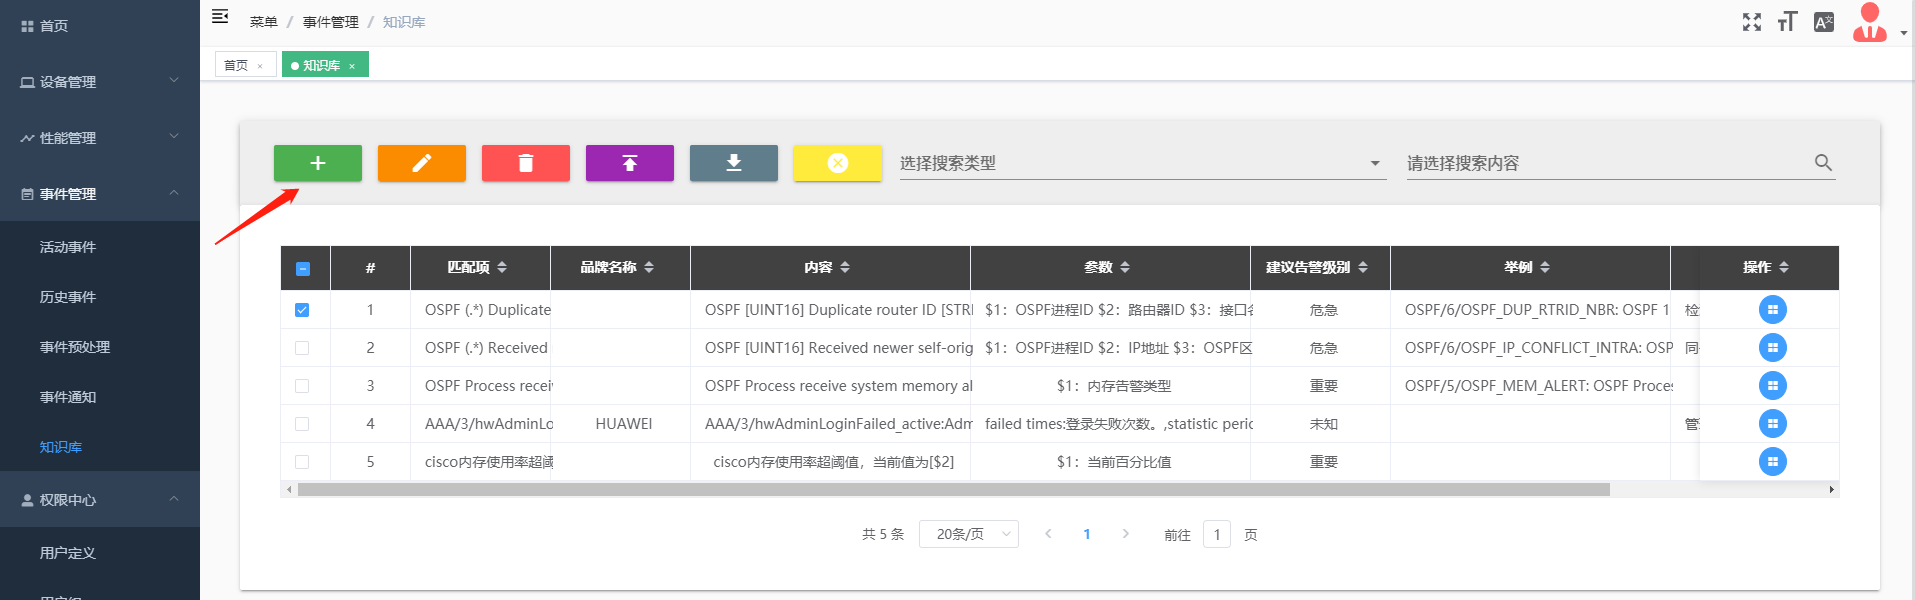 首页
设备管理
性能管理
事件管理
活动事件
历史事件
事件预处理
事件通知
知识库
权限中心
用户定义
菜单 / 事件管理 / 知识库
首页 × 知识库 ×
选择搜索类型 请选择搜索内容
# 匹配项 品牌名称 内容 参数 建议告警级别 举例 操作
1 OSPF (.*) Duplicate OSPF [UINT16] Duplicate router ID [STRI $1：OSPF进程ID $2：路由器ID $3：接口名 危急 OSPF/6/OSPF_DUP_RTRID_NBR: OSPF 1 检
2 OSPF (.*) Received OSPF [UINT16] Received newer self-orig $1：OSPF进程ID $2：IP地址 $3：OSPF区 危急 OSPF/6/OSPF_IP_CONFLICT_INTRA: OSP 同
3 OSPF Process recei OSPF Process receive system memory al $1：内存告警类型 重要 OSPF/5/OSPF_MEM_ALERT: OSPF Proces
4 AAA/3/hwAdminLo HUAWEI AAA/3/hwAdminLoginFailed_active:Adm failed times:登录失败次数。,statistic peric 未知 管
5 cisco内存使用率超阈 cisco内存使用率超阈值，当前值为[$2] $1：当前百分比值 重要
共 5 条 20条/页 1 前往 1 页